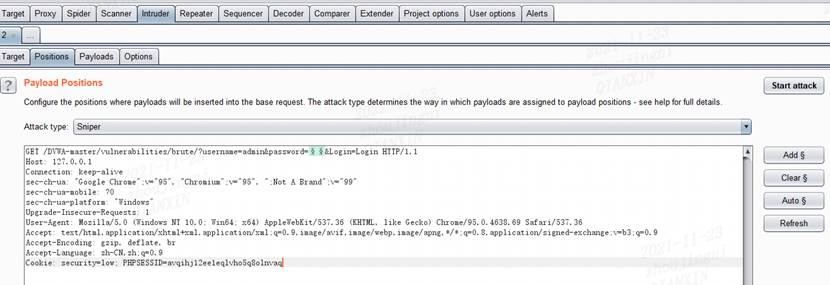 Target Proxy Spider Scanner Intruder Repeater Sequencer Decoder Comparer Extender Project options User options Alerts
2 × ...
Target Positions Payloads Options
? Payload Positions Start attack
Configure the positions where payloads will be inserted into the base request. The attack type determines the way in which payloads are assigned to payload positions - see help for full details.
Attack type: Sniper
GET /DVWA-master/vulnerabilities/brute/?username=admin&password=§ §&Login=Login HTTP/1.1
Host: 127.0.0.1
Connection: keep-alive
sec-ch-ua: "Google Chrome";v="95", "Chromium";v="95", ";Not A Brand";v="99"
sec-ch-ua-mobile: ?0
sec-ch-ua-platform: "Windows"
Upgrade-Insecure-Requests: 1
User-Agent: Mozilla/5.0 (Windows NT 10.0; Win64; x64) AppleWebKit/537.36 (KHTML, like Gecko) Chrome/95.0.4638.69 Safari/537.36
Accept: text/html,application/xhtml+xml,application/xml;q=0.9,image/avif,image/webp,image/apng,*/*;q=0.8,application/signed-exchange;v=b3;q=0.9
Accept-Encoding: gzip, deflate, br
Accept-Language: zh-CN,zh;q=0.9
Cookie: security=low; PHPSESSID=avqihj12ee1eqlvho5q8olnvaq
Add §
Clear §
Auto §
Refresh
2021-11-23
QIANXIN